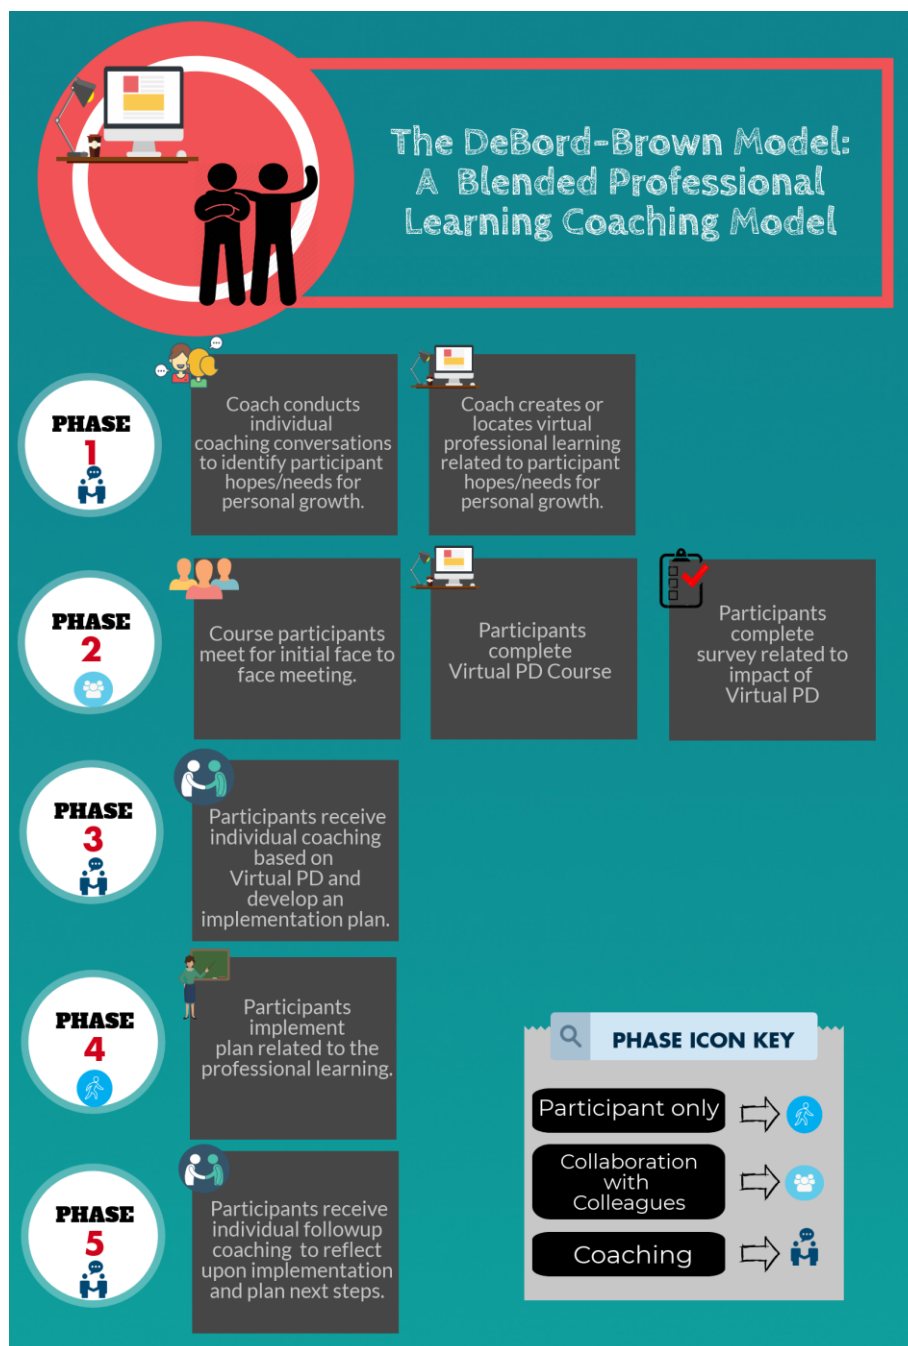 The DeBord-Brown Model:
A Blended Professional
Learning Coaching Model
PHASE
1
Coach conducts
individual
coaching conversations
to identify participant
hopes/needs for
personal growth.
Coach creates or
locates virtual
professional learning
related to participant
hopes/needs for
personal growth.
PHASE
2
Course participants
meet for initial face to
face meeting.
Participants
complete
Virtual PD Course
Participants
complete
survey related to
impact of
Virtual PD
PHASE
3
Participants receive
individual coaching
based on
Virtual PD and
develop an
implementation plan.
PHASE
4
Participants
implement
plan related to the
professional learning.
PHASE
5
Participants receive
individual followup
coaching to reflect
upon implementation
and plan next steps.
PHASE ICON KEY
Participant only
Collaboration
with
Colleagues
Coaching